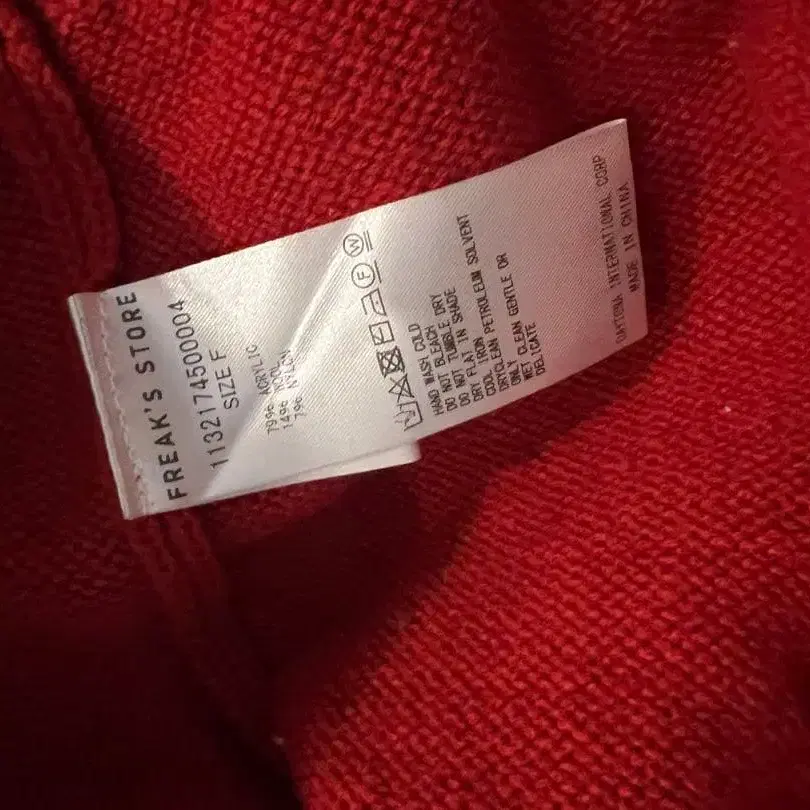 FREAK'S STORE
1132174500004
SIZE F
79% ACRYLIC
14% WOOL
7% NYLON
F W
HAND WASH COLD
DO NOT BLEACH
DO NOT TUMBLE DRY
DRY FLAT IN SHADE
COOL IRON
DRYCLEAN PETROLEUM SOLVENT
ONLY
WET CLEAN GENTLE OR
DELICATE
DAYTONA INTERNATIONAL CORP
MADE IN CHINA